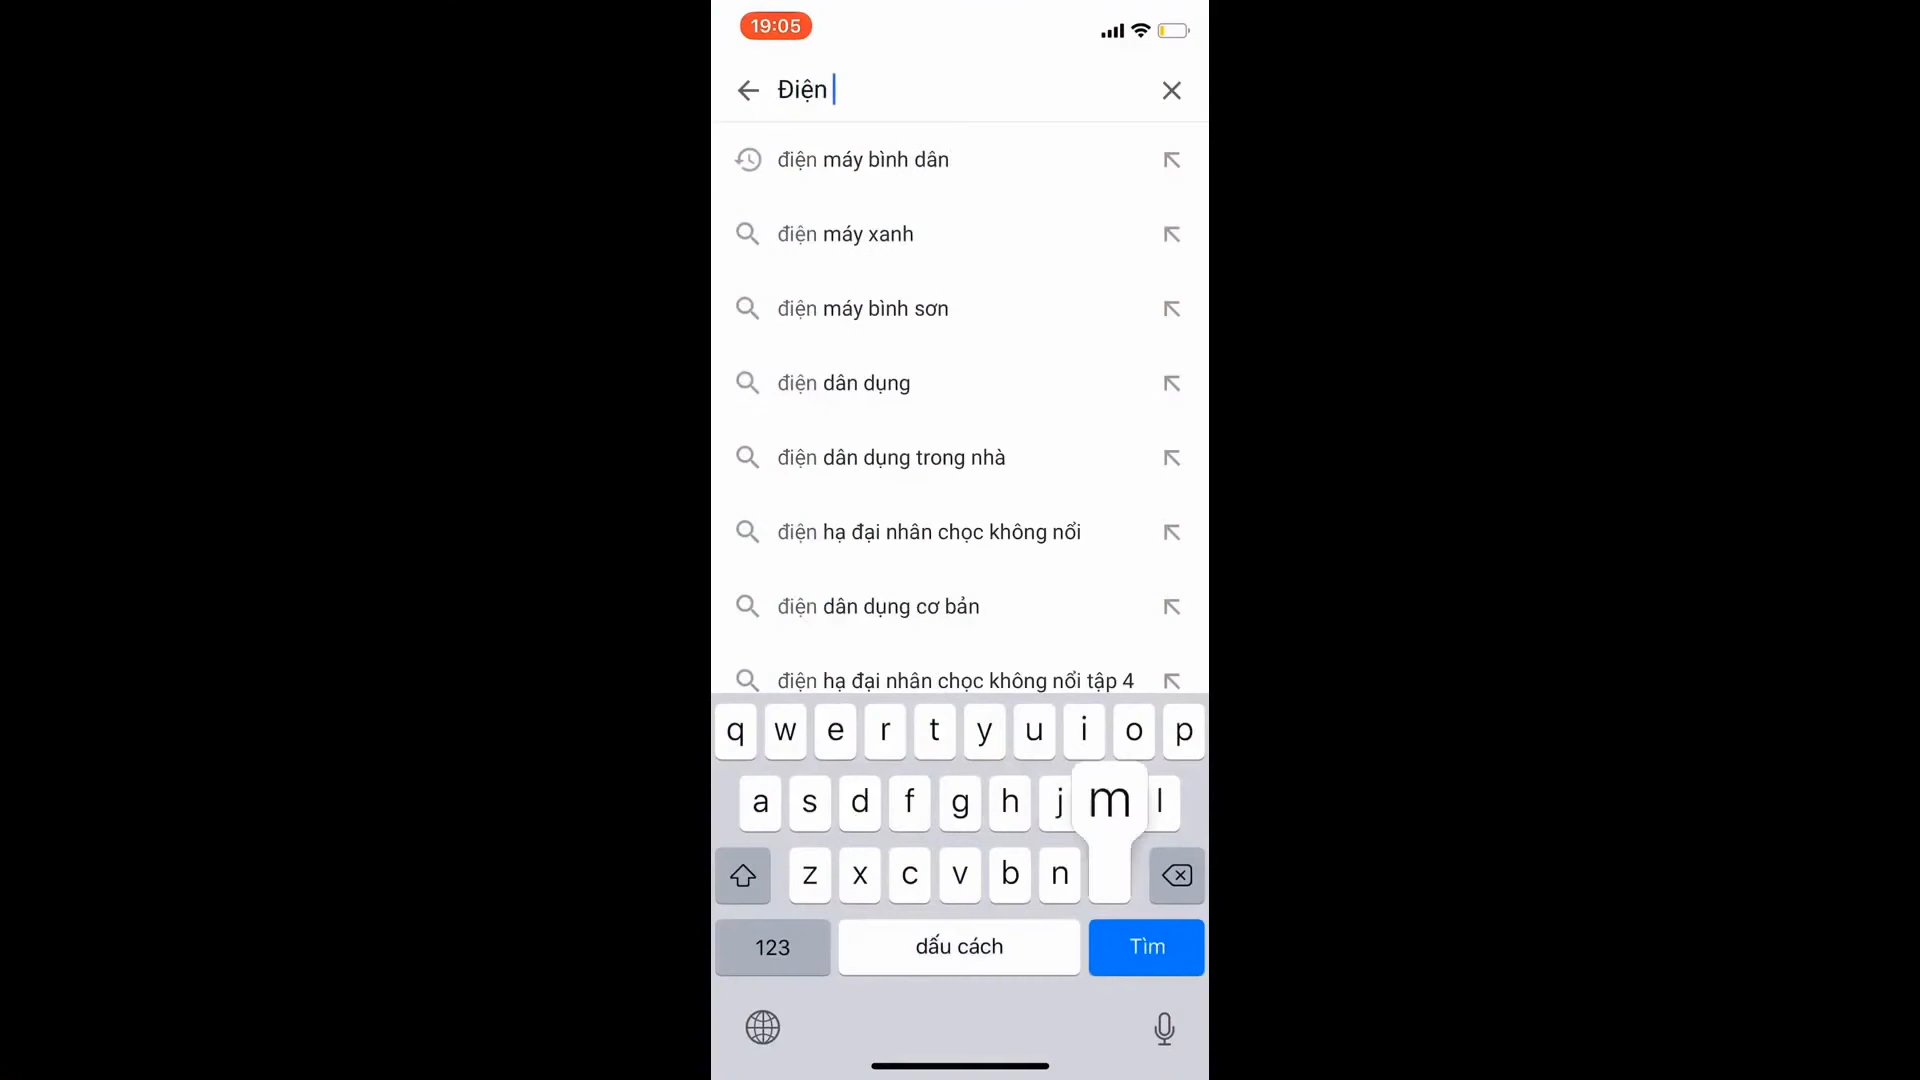 19:05
Điện
điện máy bình dân
điện máy xanh
điện máy bình sơn
điện dân dụng
điện dân dụng trong nhà
điện hạ đại nhân chọc không nổi
điện dân dụng cơ bản
điện hạ đại nhân chọc không nổi tập 4
q w e r t y u i o p
a s d f g h j m l
z x c v b n
123 dấu cách Tìm